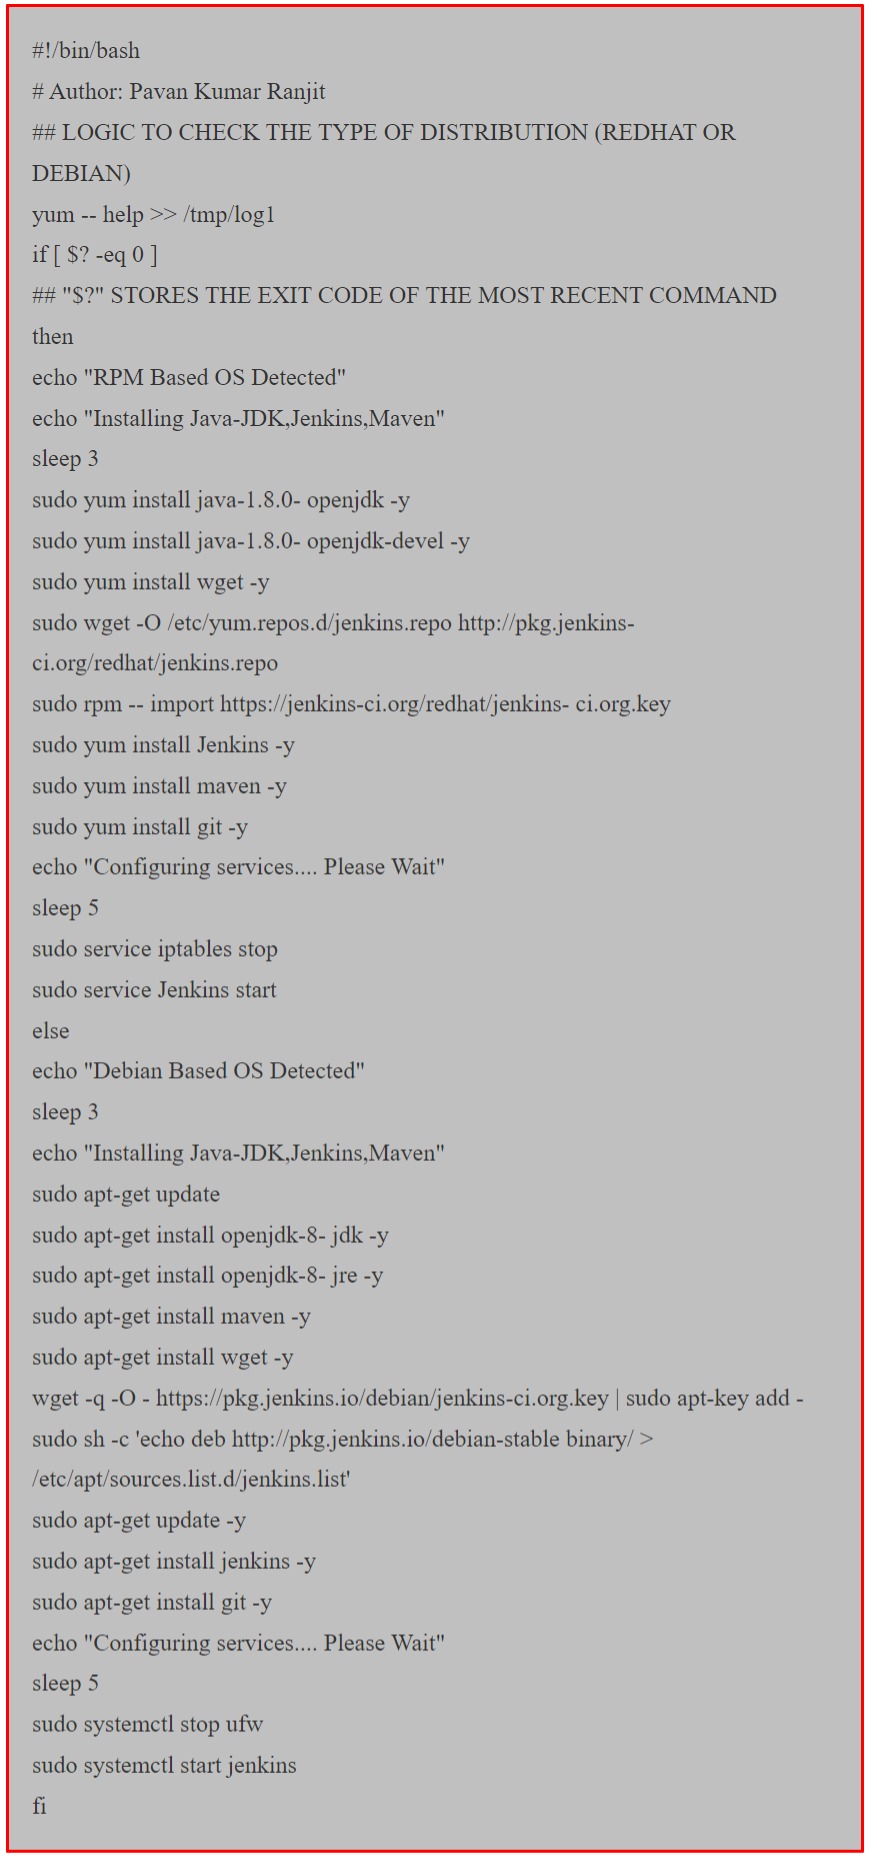 #!/bin/bash
# Author: Pavan Kumar Ranjit
## LOGIC TO CHECK THE TYPE OF DISTRIBUTION (REDHAT OR
DEBIAN)
yum -- help >> /tmp/log1
if [ $? -eq 0 ]
## "$?" STORES THE EXIT CODE OF THE MOST RECENT COMMAND
then
echo "RPM Based OS Detected"
echo "Installing Java-JDK,Jenkins,Maven"
sleep 3
sudo yum install java-1.8.0- openjdk -y
sudo yum install java-1.8.0- openjdk-devel -y
sudo yum install wget -y
sudo wget -O /etc/yum.repos.d/jenkins.repo http://pkg.jenkins-
ci.org/redhat/jenkins.repo
sudo rpm -- import https://jenkins-ci.org/redhat/jenkins- ci.org.key
sudo yum install Jenkins -y
sudo yum install maven -y
sudo yum install git -y
echo "Configuring services.... Please Wait"
sleep 5
sudo service iptables stop
sudo service Jenkins start
else
echo "Debian Based OS Detected"
sleep 3
echo "Installing Java-JDK,Jenkins,Maven"
sudo apt-get update
sudo apt-get install openjdk-8- jdk -y
sudo apt-get install openjdk-8- jre -y
sudo apt-get install maven -y
sudo apt-get install wget -y
wget -q -O - https://pkg.jenkins.io/debian/jenkins-ci.org.key | sudo apt-key add -
sudo sh -c 'echo deb http://pkg.jenkins.io/debian-stable binary/ >
/etc/apt/sources.list.d/jenkins.list'
sudo apt-get update -y
sudo apt-get install jenkins -y
sudo apt-get install git -y
echo "Configuring services.... Please Wait"
sleep 5
sudo systemctl stop ufw
sudo systemctl start jenkins
fi